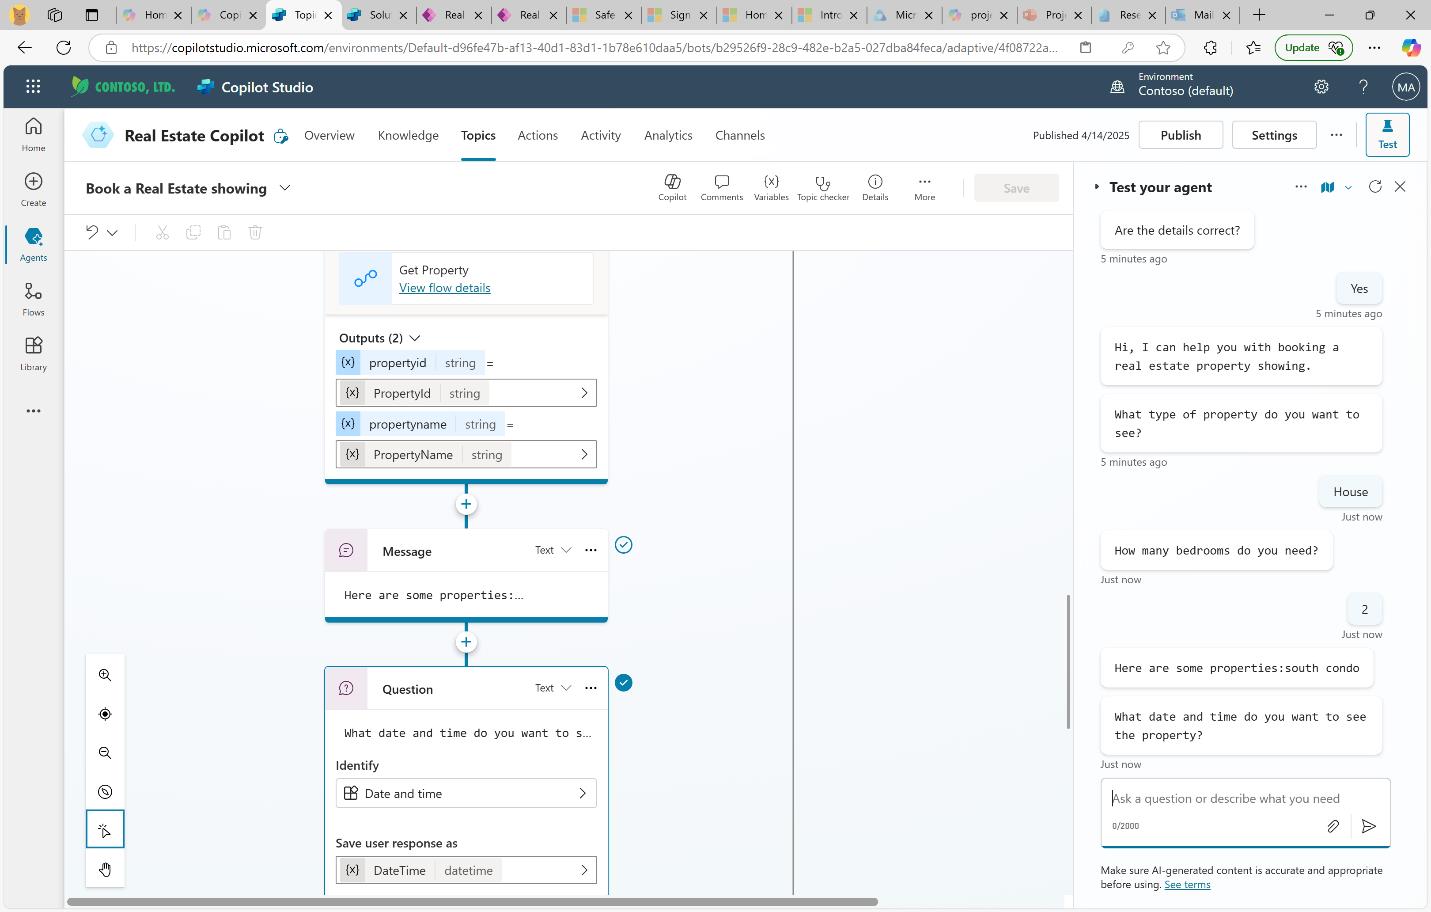 Hom
Copi
Topi
Solu
Real
Real
Safe
Sign
Hom
Intro
Micr
proje
Proje
Rese
Mail
https://copilotstudio.microsoft.com/environments/Default-d96fe47b-af13-40d1-83d1-1b78e610daa5/bots/b29526f9-28c9-482e-b2a5-027dba84feca/adaptive/4f08722a...
Update
CONTOSO, LTD.
Copilot Studio
Environment
Contoso (default)
MA
Home
Create
Agents
Flows
Library
Real Estate Copilot
Overview
Knowledge
Topics
Actions
Activity
Analytics
Channels
Published 4/14/2025
Publish
Settings
Test
Book a Real Estate showing
Copilot
Comments
Variables
Topic checker
Details
More
Save
Get Property
View flow details
Outputs (2)
{x} propertyid string =
{x} PropertyId string
{x} propertyname string =
{x} PropertyName string
Message Text
Here are some properties:...
Question Text
What date and time do you want to s...
Identify
Date and time
Save user response as
{x} DateTime datetime
Test your agent
Are the details correct?
5 minutes ago
Yes
5 minutes ago
Hi, I can help you with booking a
real estate property showing.
What type of property do you want to
see?
5 minutes ago
House
Just now
How many bedrooms do you need?
Just now
2
Just now
Here are some properties:south condo
What date and time do you want to see
the property?
Just now
Ask a question or describe what you need
0/2000
Make sure AI-generated content is accurate and appropriate
before using. See terms